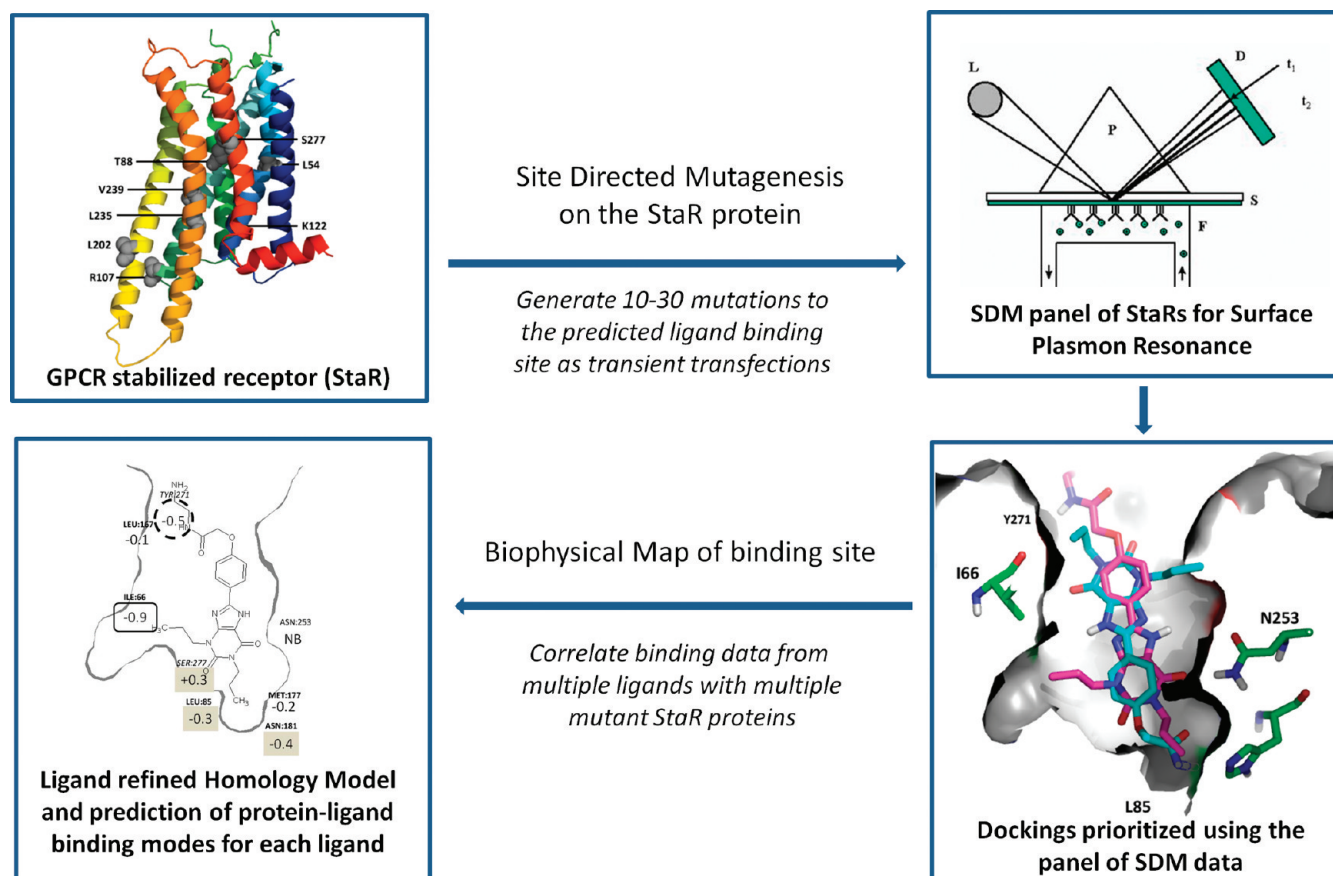 S277
T88
L54
V239
L235
K122
L202
R107
GPCR stabilized receptor (StaR)
Site Directed Mutagenesis
on the StaR protein
Generate 10-30 mutations to
the predicted ligand binding
site as transient transfections
L
D
t1
t2
P
S
F
SDM panel of StaRs for Surface
Plasmon Resonance
NH2
TYR:271
-0.5
HN
LEU:167
-0.1
O
O
ILE:66
-0.9
N
NH
H3C
N
O
ASN:253
NB
SER:277
N
O
+0.3
CH3
MET:177
-0.2
LEU:85
-0.3
ASN:181
-0.4
Ligand refined Homology Model
and prediction of protein-ligand
binding modes for each ligand
Biophysical Map of binding site
Correlate binding data from
multiple ligands with multiple
mutant StaR proteins
Y271
I66
N253
L85
Dockings prioritized using the
panel of SDM data